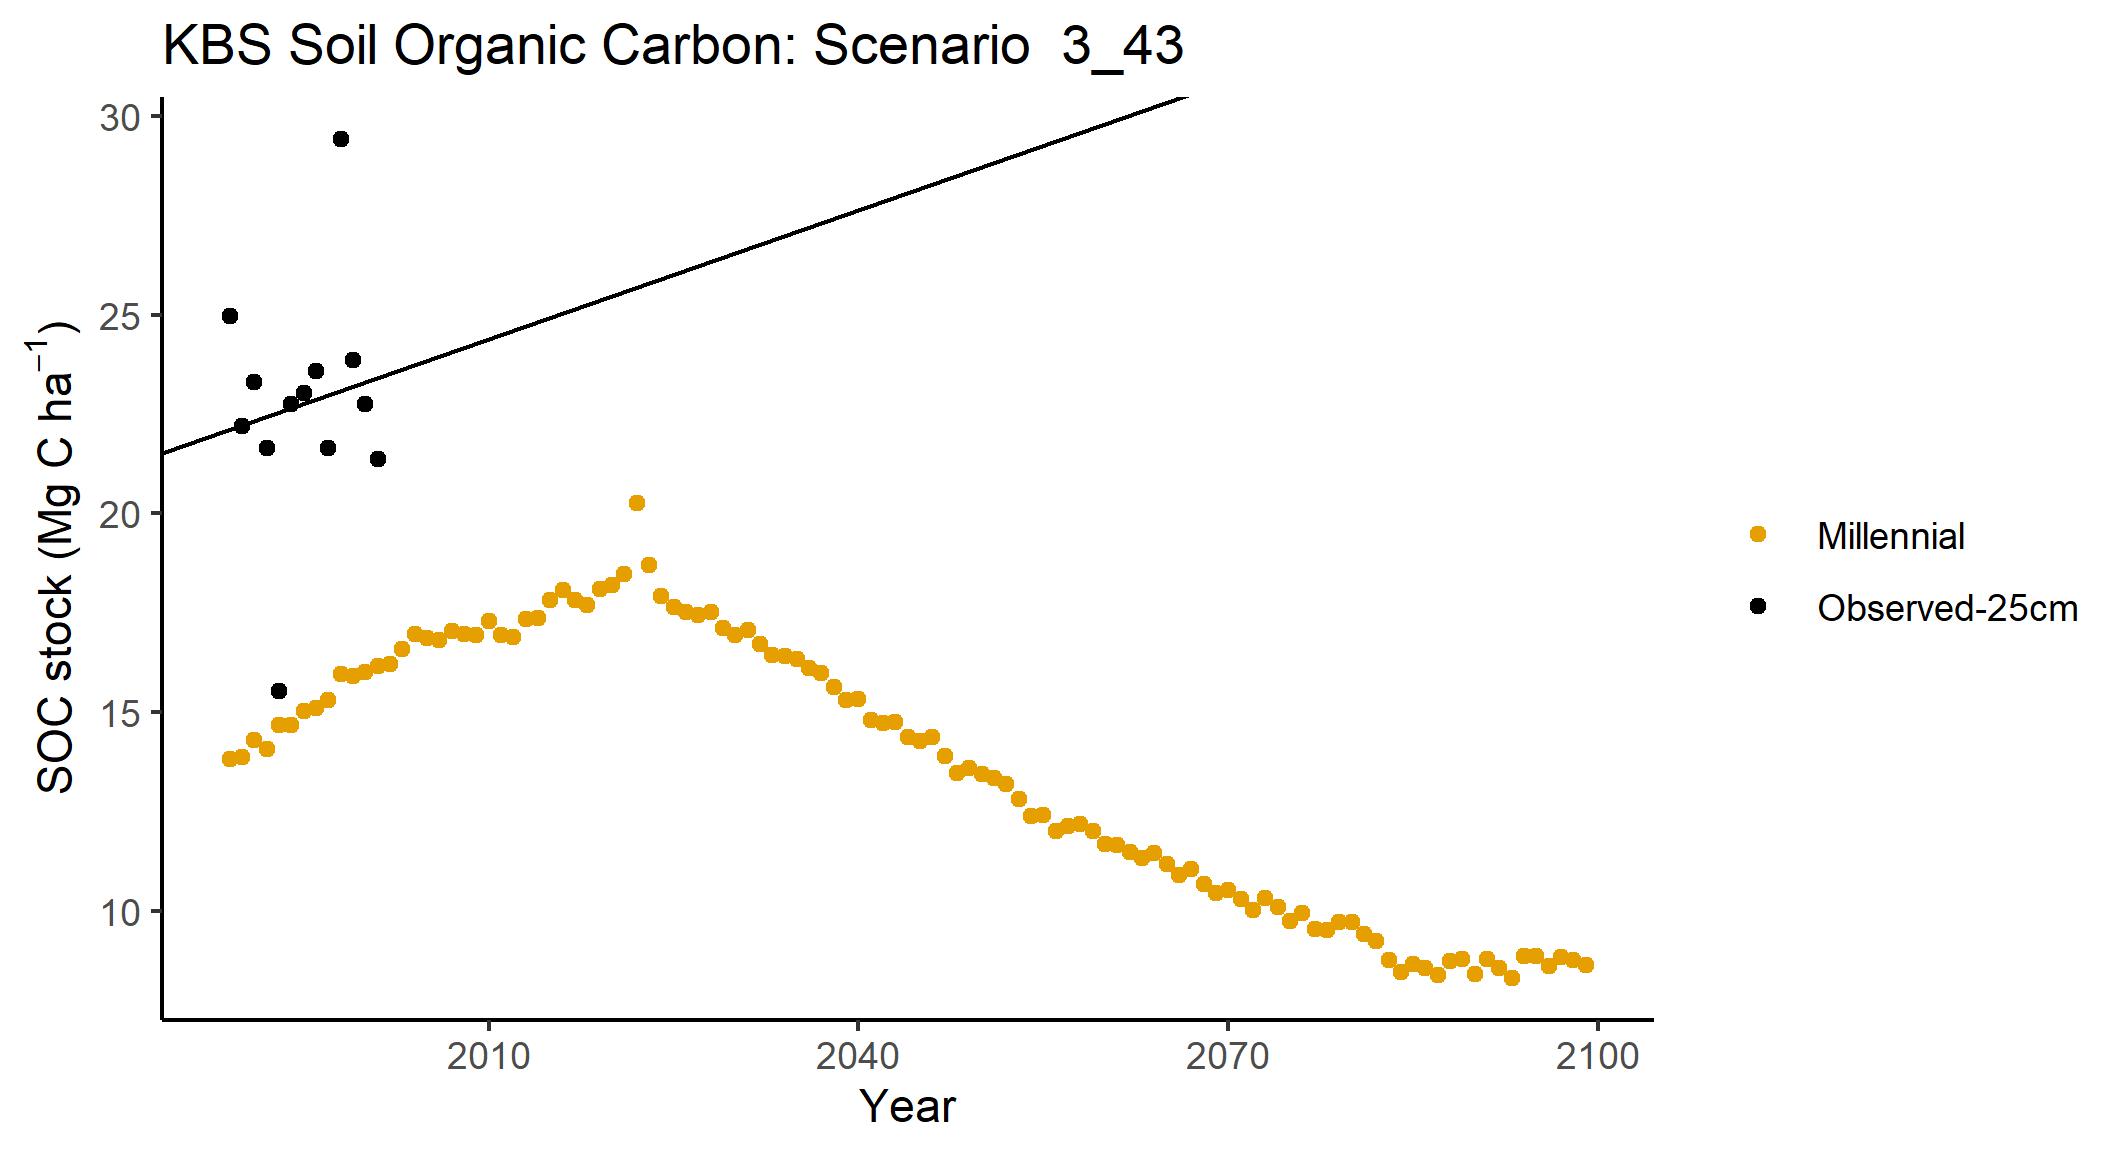 KBS Soil Organic Carbon: Scenario  3_43
30
25
20
15
10
SOC stock (Mg C ha⁻¹)
2010 2040 2070 2100
Year
Millennial
Observed-25cm